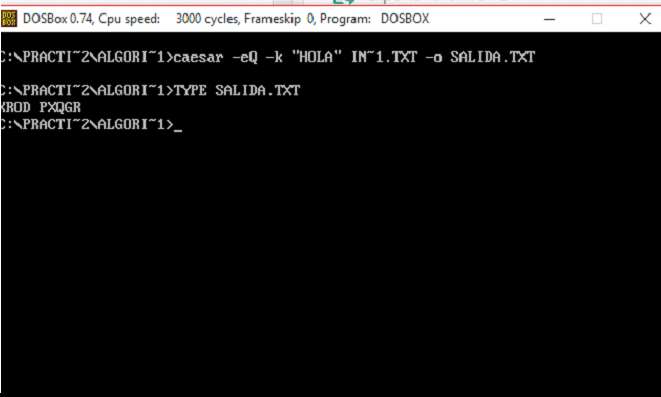 DOSBox 0.74, Cpu speed: 3000 cycles, Frameskip 0, Program: DOSBOX
C:\PRACTI~2\ALGORI~1>caesar -eQ -k "HOLA" IN~1.TXT -o SALIDA.TXT
C:\PRACTI~2\ALGORI~1>TYPE SALIDA.TXT
KROD PXQGR
C:\PRACTI~2\ALGORI~1>_